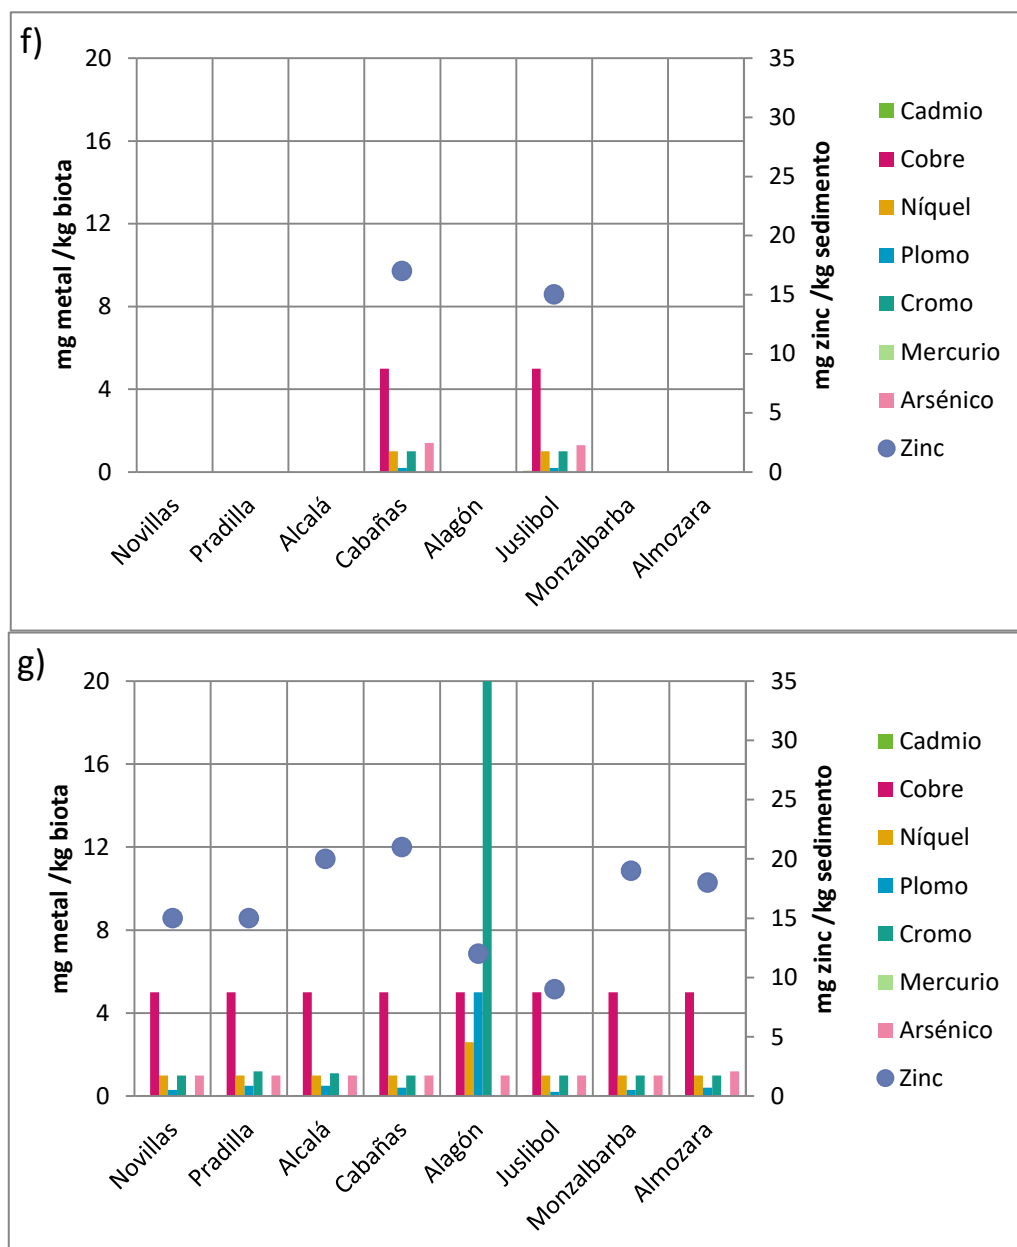 f)
mg metal /kg biota
20
16
12
8
4
0
35
30
25
20
15
10
5
0
mg zinc /kg sedimento
Novillas
Pradilla
Alcalá
Cabañas
Alagón
Juslibol
Monzalbarba
Almozara
Cadmio
Cobre
Níquel
Plomo
Cromo
Mercurio
Arsénico
Zinc
g)
mg metal /kg biota
20
16
12
8
4
0
35
30
25
20
15
10
5
0
mg zinc /kg sedimento
Novillas
Pradilla
Alcalá
Cabañas
Alagón
Juslibol
Monzalbarba
Almozara
Cadmio
Cobre
Níquel
Plomo
Cromo
Mercurio
Arsénico
Zinc